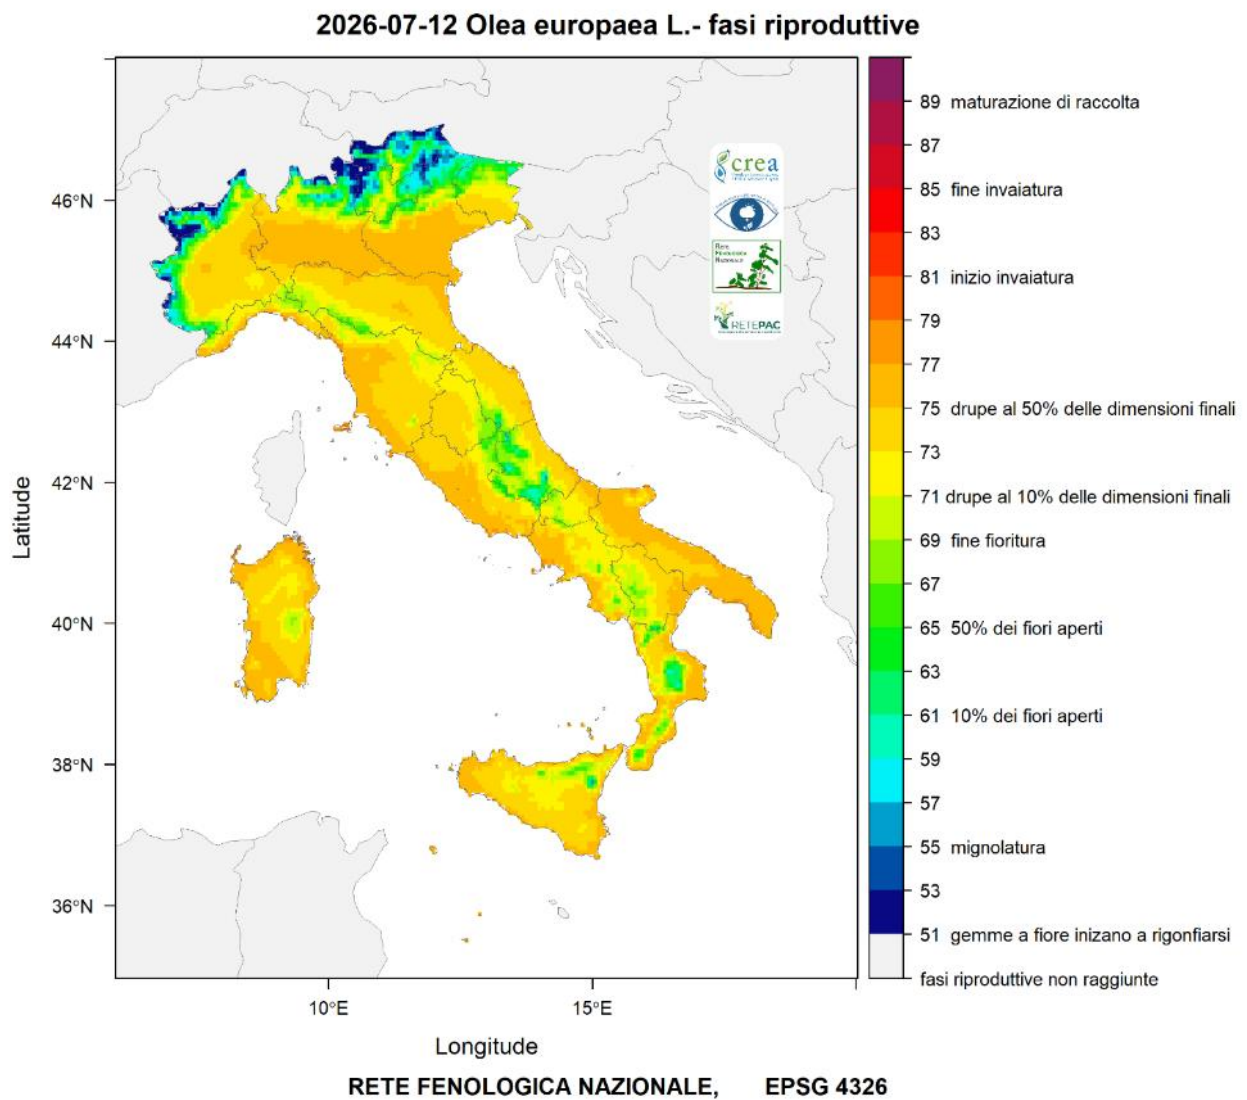 2026-07-12 Olea europaea L.- fasi riproduttive
89 maturazione di raccolta
87
85 fine invaiatura
83
81 inizio invaiatura
79
77
75 drupe al 50% delle dimensioni finali
73
71 drupe al 10% delle dimensioni finali
69 fine fioritura
67
65 50% dei fiori aperti
63
61 10% dei fiori aperti
59
57
55 mignolatura
53
51 gemme a fiore inizano a rigonfiarsi
fasi riproduttive non raggiunte
crea
RETE
FENOLOGICA
NAZIONALE
RETEPAC
46°N
44°N
42°N
40°N
38°N
36°N
Latitude
10°E
15°E
Longitude
RETE FENOLOGICA NAZIONALE, EPSG 4326